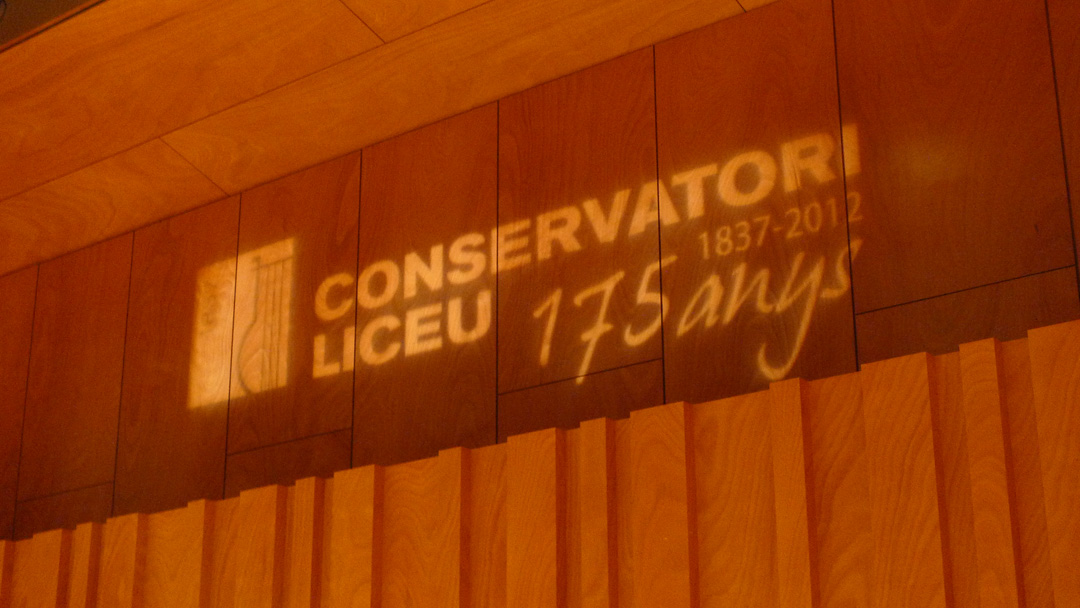 CONSERVATORI
LICEU
1837-2012
175 anys